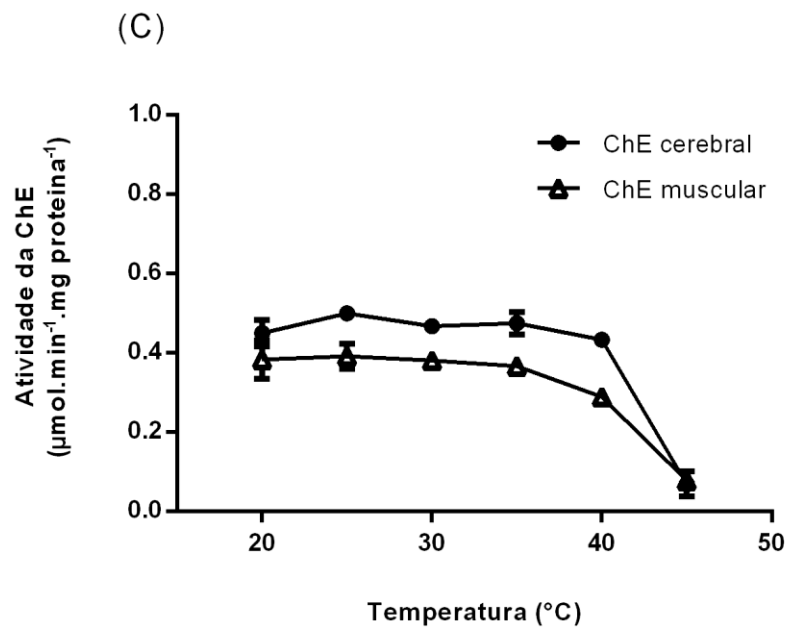 (C)
Atividade da ChE
(µmol.min⁻¹.mg proteina⁻¹)
1.0
0.8
0.6
0.4
0.2
0.0
ChE cerebral
ChE muscular
20
30
40
50
Temperatura (°C)